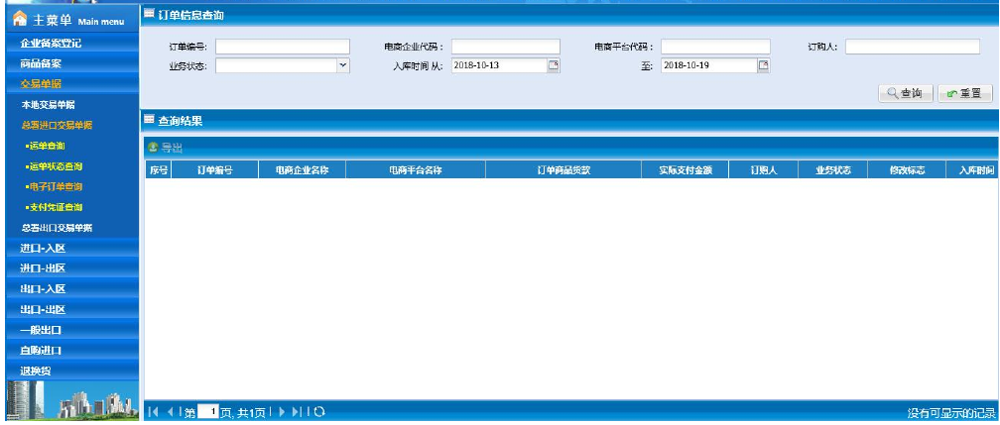 主菜单 Main menu
企业备案登记
商品备案
交易单据
本地交易单据
总署进口交易单据
运单查询
运单状态查询
电子订单查询
支付凭证查询
总署出口交易单据
进口-入区
进口-出区
出口-入区
出口-出区
一般出口
直购进口
退换货
订单信息查询
订单编号: 电商企业代码: 电商平台代码: 订购人:
业务状态: 入库时间 从: 2018-10-13 至: 2018-10-19
查询 重置
查询结果
导出
序号 订单编号 电商企业名称 电商平台名称 订单商品货款 实际支付金额 订购人 业务状态 修改标志 入库时间
第 1 页, 共1页 没有可显示的记录